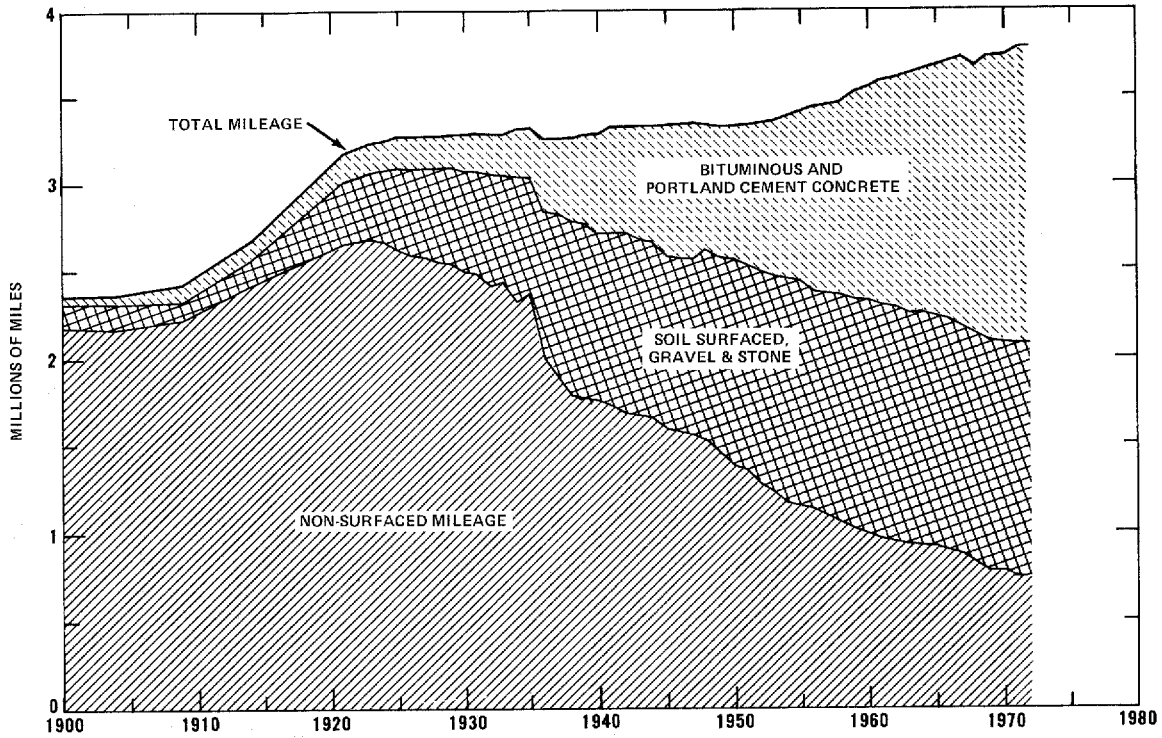 4
TOTAL MILEAGE
BITUMINOUS AND
PORTLAND CEMENT CONCRETE
3
MILLIONS OF MILES
SOIL SURFACED,
GRAVEL & STONE
2
NON-SURFACED MILEAGE
1
0
1900 1910 1920 1930 1940 1950 1960 1970 1980